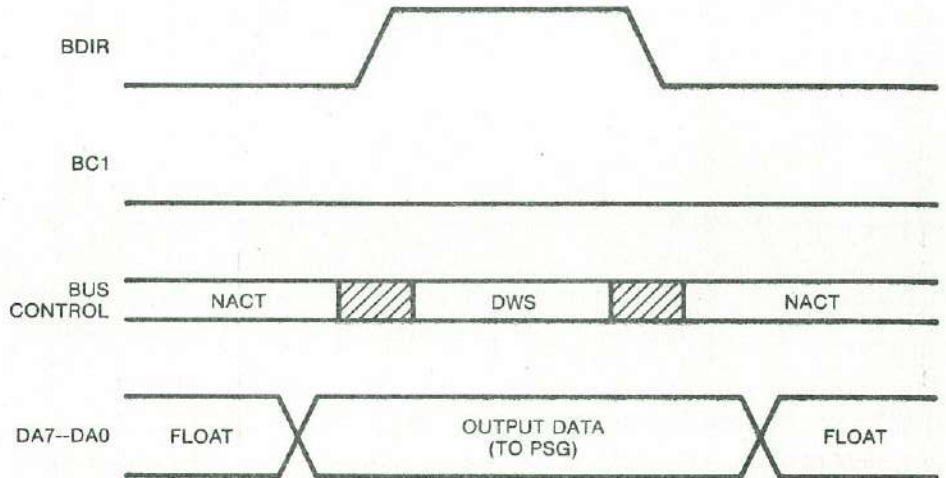 BDIR
BC1
BUS
CONTROL
NACT
DWS
NACT
DA7--DA0
FLOAT
OUTPUT DATA
(TO PSG)
FLOAT